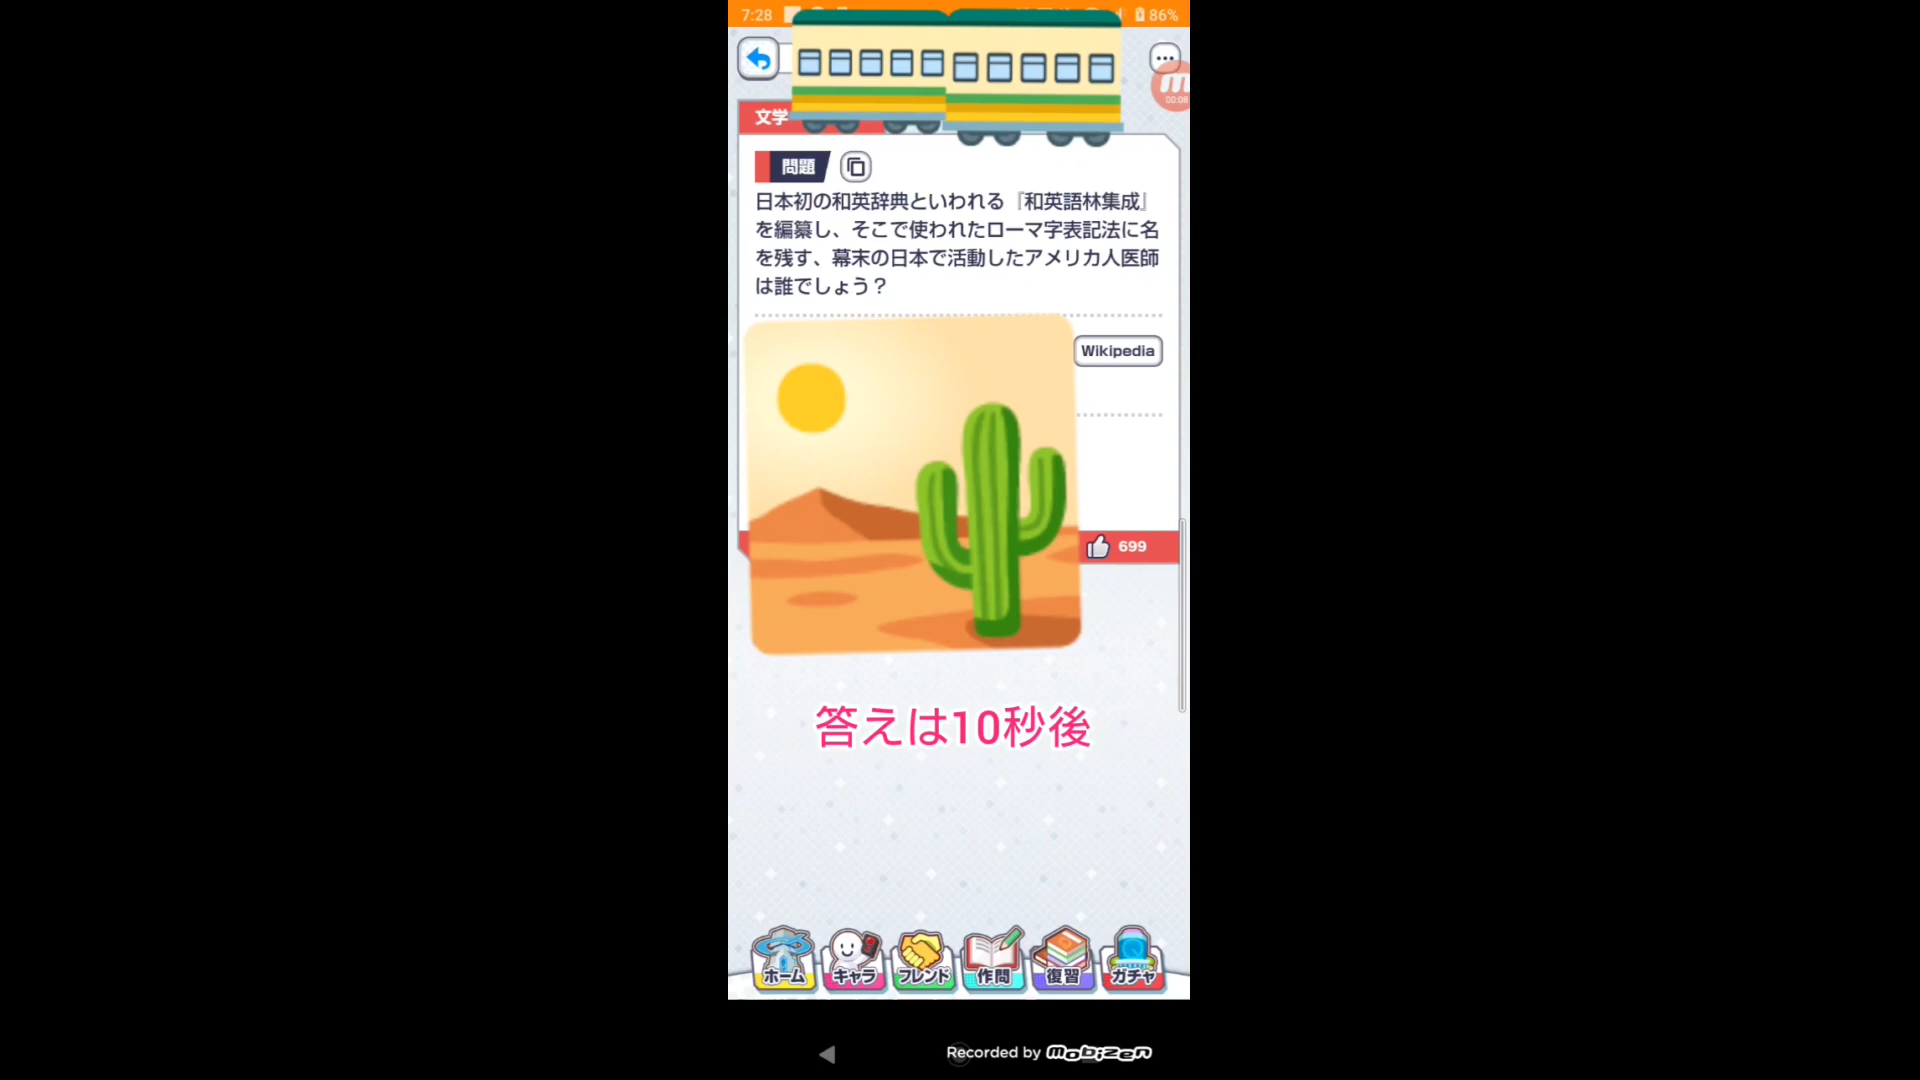 7:28
86%
00:08
文学
問題
日本初の和英辞典といわれる『和英語林集成』
を編纂し、そこで使われたローマ字表記法に名
を残す、幕末の日本で活動したアメリカ人医師
は誰でしょう？
Wikipedia
699
答えは10秒後
ホーム
キャラ
フレンド
作問
復習
ガチャ
Recorded by mobizen